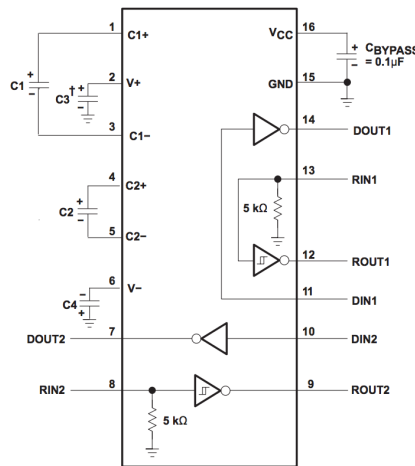 1 C1+
C1 + −
2 V+
C3 † + −
3 C1−
4 C2+
C2 + −
5 C2−
6 V−
C4 − +
DOUT2 7
RIN2 8
5 kΩ
VCC 16
+ − CBYPASS
= 0.1µF
GND 15
14 DOUT1
13 RIN1
5 kΩ
12 ROUT1
11 DIN1
10 DIN2
9 ROUT2